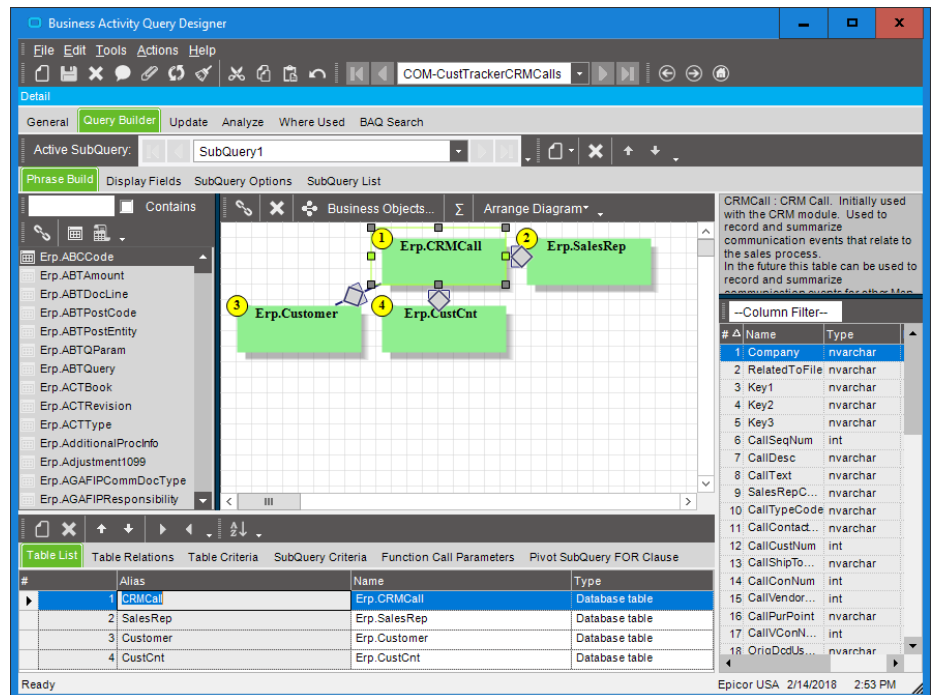 Business Activity Query Designer
File Edit Tools Actions Help
COM-CustTrackerCRMCalls
Detail
General Query Builder Update Analyze Where Used BAQ Search
Active SubQuery: SubQuery1
Phrase Build Display Fields SubQuery Options SubQuery List
Contains
Erp.ABCCode
Erp.ABTAmount
Erp.ABTDocLine
Erp.ABTPostCode
Erp.ABTPostEntity
Erp.ABTQParam
Erp.ABTQuery
Erp.ACTBook
Erp.ACTRevision
Erp.ACTType
Erp.AdditionalProcInfo
Erp.Adjustment1099
Erp.AGAFIPCommDocType
Erp.AGAFIPResponsibility
Business Objects... Σ Arrange Diagram
1 Erp.CRMCall 2 Erp.SalesRep
3 Erp.Customer 4 Erp.CustCnt
CRMCall : CRM Call. Initially used
with the CRM module. Used to
record and summarize
communication events that relate to
the sales process.
In the future this table can be used to
record and summarize
communication events for other Man
--Column Filter--
# Name Type
1 Company nvarchar
2 RelatedToFile nvarchar
3 Key1 nvarchar
4 Key2 nvarchar
5 Key3 nvarchar
6 CallSeqNum int
7 CallDesc nvarchar
8 CallText nvarchar
9 SalesRepC... nvarchar
10 CallTypeCode nvarchar
11 CallContact... nvarchar
12 CallCustNum int
13 CallShipTo... nvarchar
14 CallConNum int
15 CallVendor... int
16 CallPurPoint nvarchar
17 CallVConN... int
18 OrigDcdUs... nvarchar
Table List Table Relations Table Criteria SubQuery Criteria Function Call Parameters Pivot SubQuery FOR Clause
# Alias Name Type
1 CRMCall Erp.CRMCall Database table
2 SalesRep Erp.SalesRep Database table
3 Customer Erp.Customer Database table
4 CustCnt Erp.CustCnt Database table
Ready Epicor USA 2/14/2018 2:53 PM